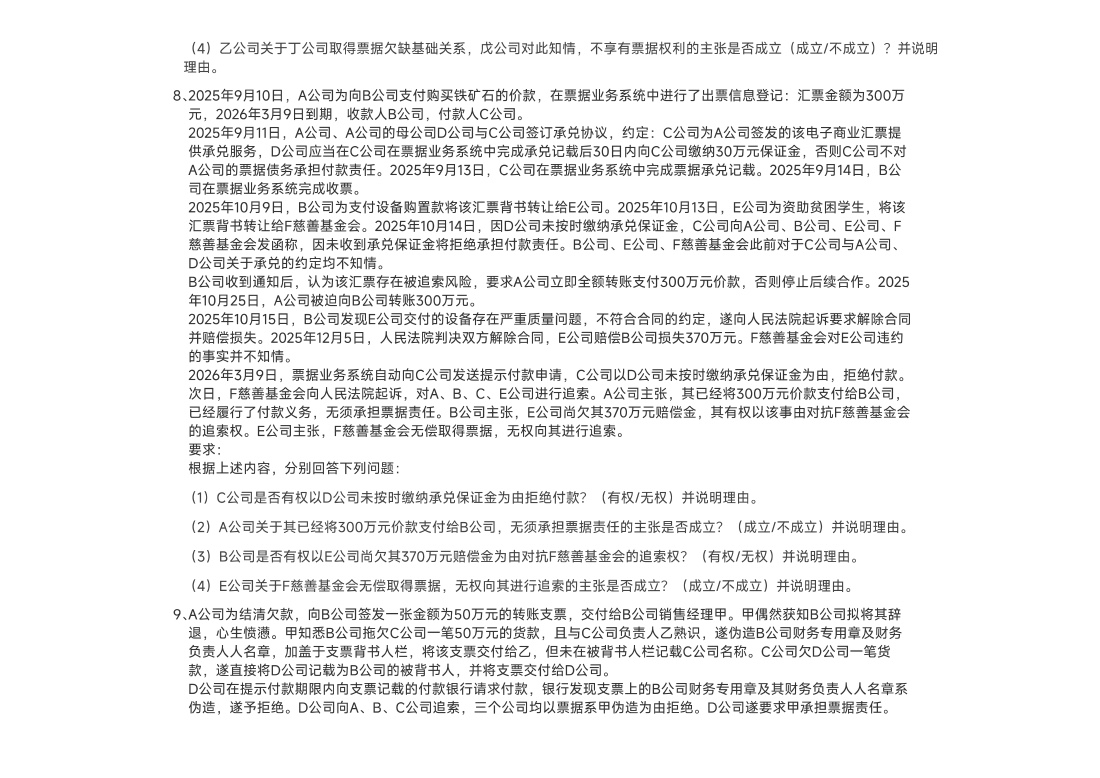 （4）乙公司关于丁公司取得票据欠缺基础关系，戊公司对此知情，不享有票据权利的主张是否成立（成立/不成立）？并说明
理由。
8、2025年9月10日，A公司为向B公司支付购买铁矿石的价款，在票据业务系统中进行了出票信息登记：汇票金额为300万
元，2026年3月9日到期，收款人B公司，付款人C公司。
2025年9月11日，A公司、A公司的母公司D公司与C公司签订承兑协议，约定：C公司为A公司签发的该电子商业汇票提
供承兑服务，D公司应当在C公司在票据业务系统中完成承兑记载后30日内向C公司缴纳30万元保证金，否则C公司不对
A公司的票据债务承担付款责任。2025年9月13日，C公司在票据业务系统中完成票据承兑记载。2025年9月14日，B公
司在票据业务系统完成收票。
2025年10月9日，B公司为支付设备购置款将该汇票背书转让给E公司。2025年10月13日，E公司为资助贫困学生，将该
汇票背书转让给F慈善基金会。2025年10月14日，因D公司未按时缴纳承兑保证金，C公司向A公司、B公司、E公司、F
慈善基金会发函称，因未收到承兑保证金将拒绝承担付款责任。B公司、E公司、F慈善基金会此前对于C公司与A公司、
D公司关于承兑的约定均不知情。
B公司收到通知后，认为该汇票存在被追索风险，要求A公司立即全额转账支付300万元价款，否则停止后续合作。2025
年10月25日，A公司被迫向B公司转账300万元。
2025年10月15日，B公司发现E公司交付的设备存在严重质量问题，不符合合同的约定，遂向人民法院起诉要求解除合同
并赔偿损失。2025年12月5日，人民法院判决双方解除合同，E公司赔偿B公司损失370万元。F慈善基金会对E公司违约
的事实并不知情。
2026年3月9日，票据业务系统自动向C公司发送提示付款申请，C公司以D公司未按时缴纳承兑保证金为由，拒绝付款。
次日，F慈善基金会向人民法院起诉，对A、B、C、E公司进行追索。A公司主张，其已经将300万元价款支付给B公司，
已经履行了付款义务，无须承担票据责任。B公司主张，E公司尚欠其370万元赔偿金，其有权以该事由对抗F慈善基金会
的追索权。E公司主张，F慈善基金会无偿取得票据，无权向其进行追索。
要求：
根据上述内容，分别回答下列问题：
（1）C公司是否有权以D公司未按时缴纳承兑保证金为由拒绝付款？（有权/无权）并说明理由。
（2）A公司关于其已经将300万元价款支付给B公司，无须承担票据责任的主张是否成立？（成立/不成立）并说明理由。
（3）B公司是否有权以E公司尚欠其370万元赔偿金为由对抗F慈善基金会的追索权？（有权/无权）并说明理由。
（4）E公司关于F慈善基金会无偿取得票据，无权向其进行追索的主张是否成立？（成立/不成立）并说明理由。
9、A公司为结清欠款，向B公司签发一张金额为50万元的转账支票，交付给B公司销售经理甲。甲偶然获知B公司拟将其辞
退，心生愤懑。甲知悉B公司拖欠C公司一笔50万元的货款，且与C公司负责人乙熟识，遂伪造B公司财务专用章及财务
负责人人名章，加盖于支票背书人栏，将该支票交付给乙，但未在被背书人栏记载C公司名称。C公司欠D公司一笔货
款，遂直接将D公司记载为B公司的被背书人，并将支票交付给D公司。
D公司在提示付款期限内向支票记载的付款银行请求付款，银行发现支票上的B公司财务专用章及其财务负责人人名章系
伪造，遂予拒绝。D公司向A、B、C公司追索，三个公司均以票据系甲伪造为由拒绝。D公司遂要求甲承担票据责任。